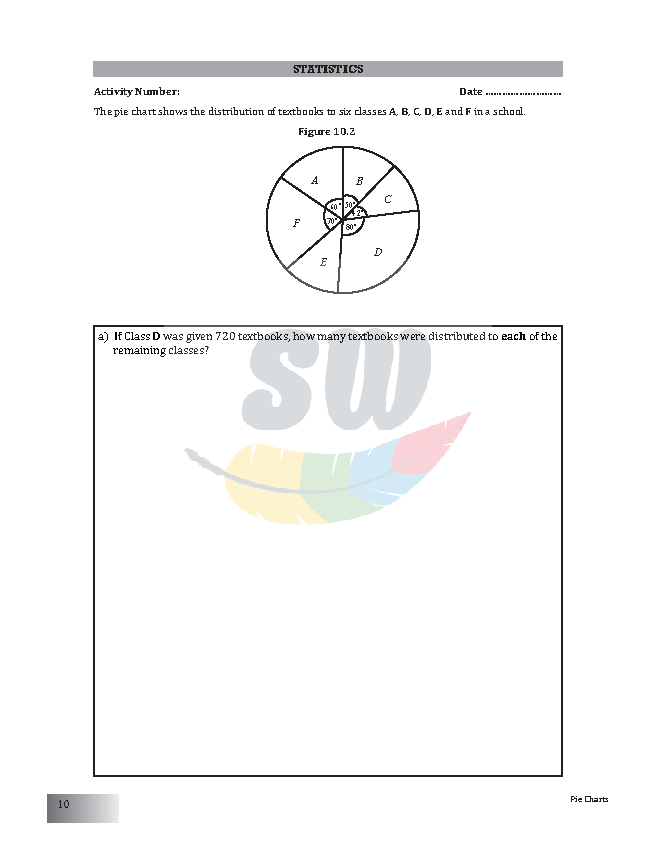 STATISTICS
Activity Number:
Date ...........................
The pie chart shows the distribution of textbooks to six classes A, B, C, D, E and F in a school.
Figure 10.2
A
B
C
60°
50°
70°
80°
F
D
E
a) If Class D was given 720 textbooks, how many textbooks were distributed to each of the
remaining classes?
SW
10
Pie Charts